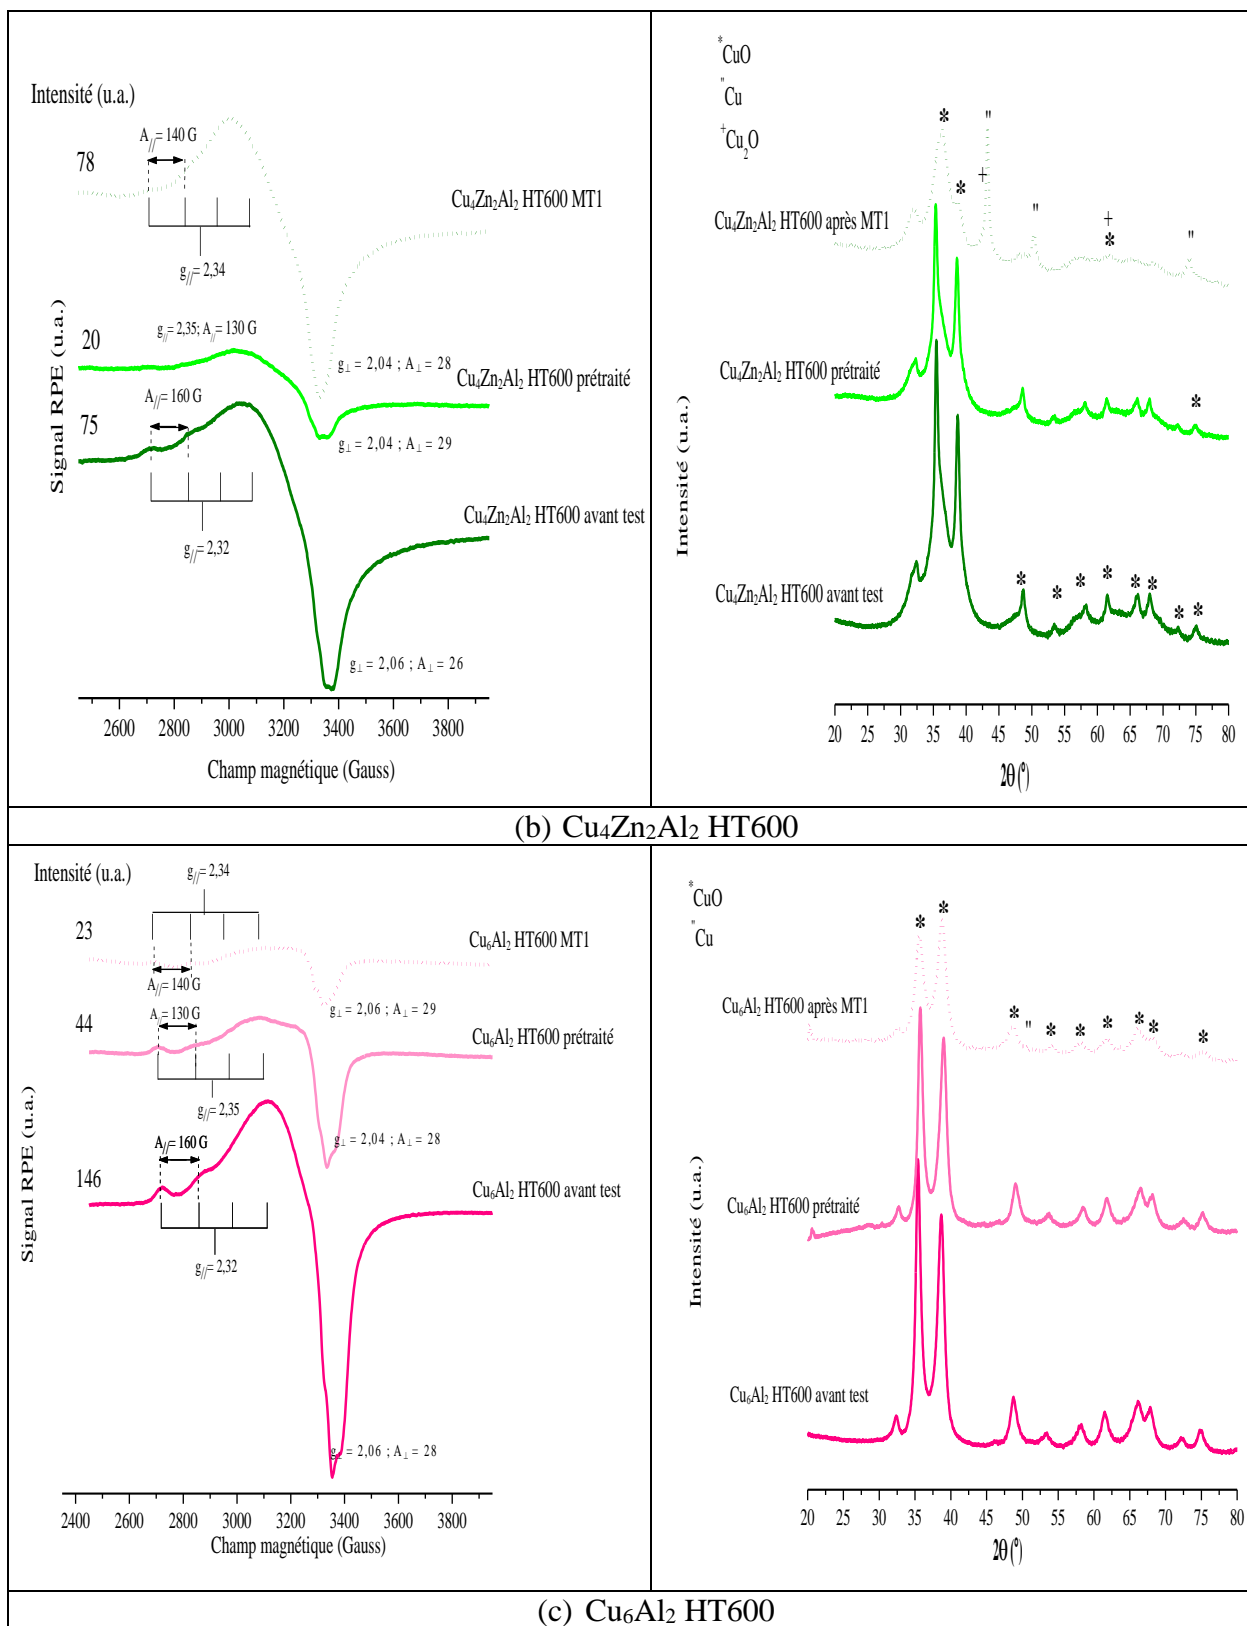 Intensité (u.a.)
A// = 140 G
78
Cu4Zn2Al2 HT600 MT1
g// = 2,34
20
g// = 2,35; A// = 130 G
g⊥ = 2,04 ; A⊥ = 28
Cu4Zn2Al2 HT600 prétraité
A// = 160 G
75
g⊥ = 2,04 ; A⊥ = 29
Cu4Zn2Al2 HT600 avant test
g// = 2,32
g⊥ = 2,06 ; A⊥ = 26
Signal RPE (u.a.)
2600 2800 3000 3200 3400 3600 3800
Champ magnétique (Gauss)
*CuO
"Cu
+Cu2O
* * " + " + * "
Cu4Zn2Al2 HT600 après MT1
Cu4Zn2Al2 HT600 prétraité
*
Cu4Zn2Al2 HT600 avant test
* * * * * * * *
Intensité (u.a.)
20 25 30 35 40 45 50 55 60 65 70 75 80
2θ (°)
(b) Cu4Zn2Al2 HT600
Intensité (u.a.)
g// = 2,34
23
Cu6Al2 HT600 MT1
A// = 140 G
g⊥ = 2,06 ; A⊥ = 29
A// = 130 G
44
Cu6Al2 HT600 prétraité
g// = 2,35
g⊥ = 2,04 ; A⊥ = 28
A// = 160 G
146
Cu6Al2 HT600 avant test
g// = 2,32
g⊥ = 2,06 ; A⊥ = 28
Signal RPE (u.a.)
2400 2600 2800 3000 3200 3400 3600 3800
Champ magnétique (Gauss)
*CuO
"Cu
* *
Cu6Al2 HT600 après MT1
* " * * * * * *
Cu6Al2 HT600 prétraité
Cu6Al2 HT600 avant test
Intensité (u.a.)
20 25 30 35 40 45 50 55 60 65 70 75 80
2θ (°)
(c) Cu6Al2 HT600